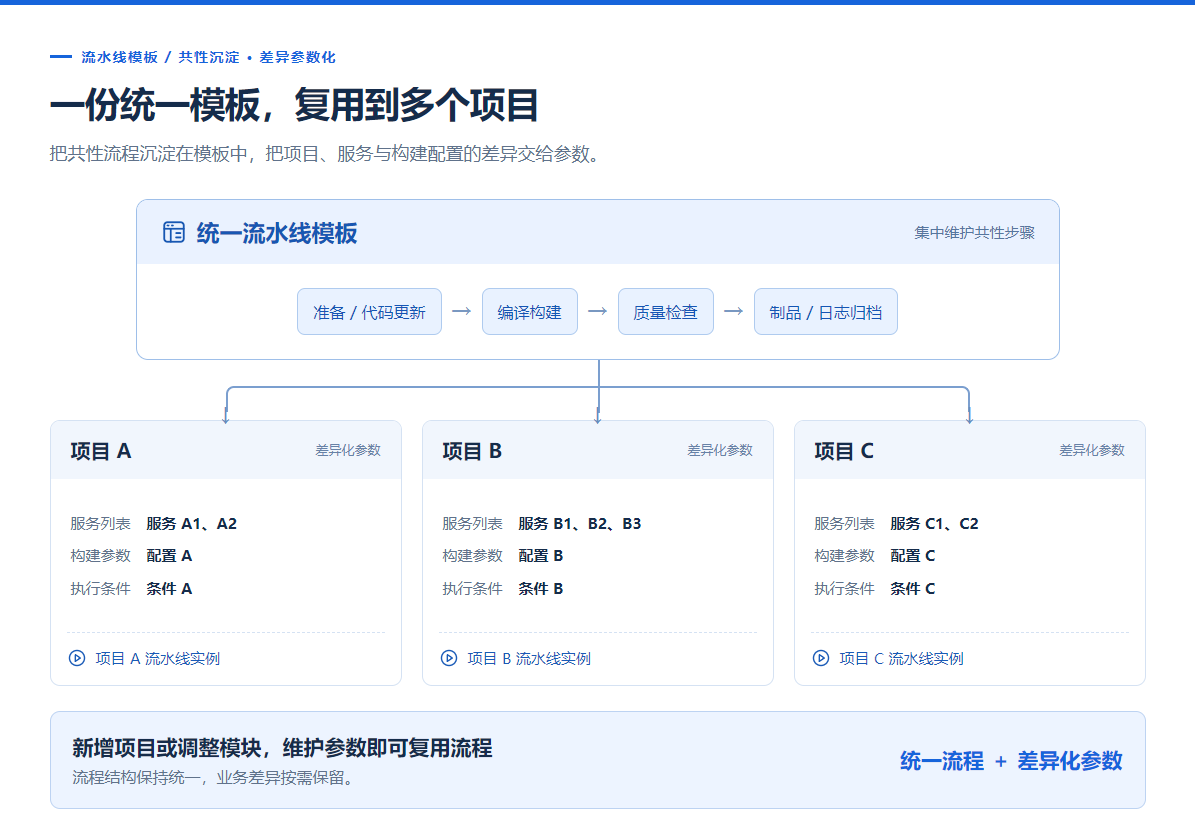 流水线模板 / 共性沉淀 • 差异参数化
一份统一模板，复用到多个项目
把共性流程沉淀在模板中，把项目、服务与构建配置的差异交给参数。
统一流水线模板
集中维护共性步骤
准备 / 代码更新 → 编译构建 → 质量检查 → 制品 / 日志归档
项目 A
差异化参数
服务列表 服务 A1、A2
构建参数 配置 A
执行条件 条件 A
项目 A 流水线实例
项目 B
差异化参数
服务列表 服务 B1、B2、B3
构建参数 配置 B
执行条件 条件 B
项目 B 流水线实例
项目 C
差异化参数
服务列表 服务 C1、C2
构建参数 配置 C
执行条件 条件 C
项目 C 流水线实例
新增项目或调整模块，维护参数即可复用流程
流程结构保持统一，业务差异按需保留。
统一流程 + 差异化参数